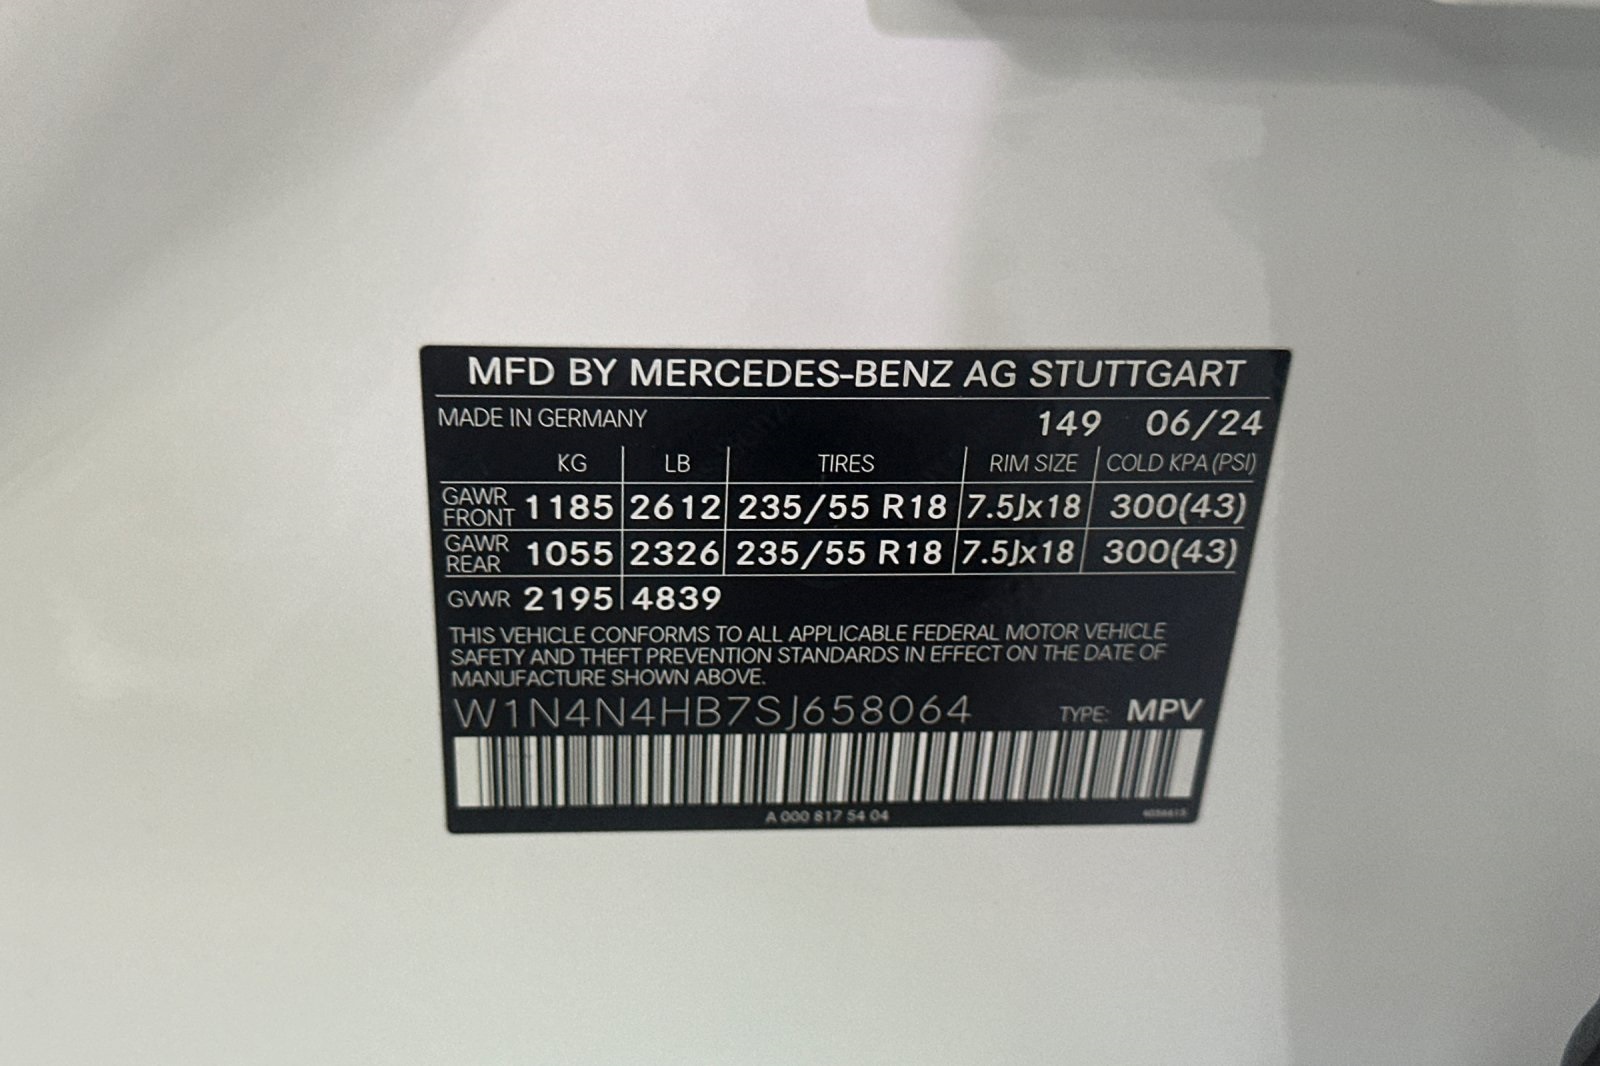 MFD BY MERCEDES-BENZ AG STUTTGART
MADE IN GERMANY 149 06/24
KG LB TIRES RIM SIZE COLD KPA (PSI)
GAWR FRONT 1185 2612 235/55 R18 7.5Jx18 300(43)
GAWR REAR 1055 2326 235/55 R18 7.5Jx18 300(43)
GVWR 2195 4839
THIS VEHICLE CONFORMS TO ALL APPLICABLE FEDERAL MOTOR VEHICLE
SAFETY AND THEFT PREVENTION STANDARDS IN EFFECT ON THE DATE OF
MANUFACTURE SHOWN ABOVE.
W1N4N4HB7SJ658064 TYPE: MPV
A 000 817 54 04